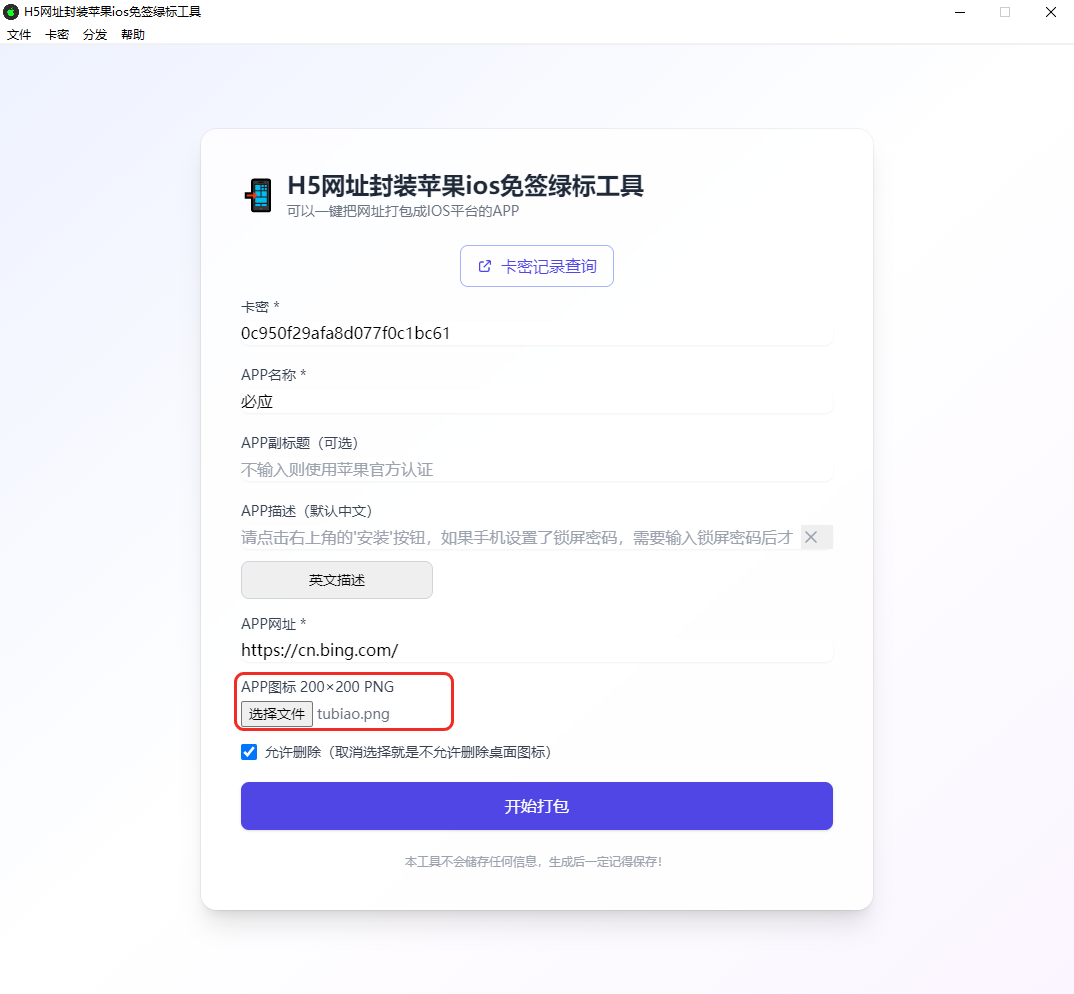 H5网址封装苹果ios免签绿标工具
文件 卡密 分发 帮助
H5网址封装苹果ios免签绿标工具
可以一键把网址打包成IOS平台的APP
卡密记录查询
卡密 *
0c950f29afa8d077f0c1bc61
APP名称 *
必应
APP副标题（可选）
不输入则使用苹果官方认证
APP描述（默认中文）
请点击右上角的'安装'按钮，如果手机设置了锁屏密码，需要输入锁屏密码后才
英文描述
APP网址 *
https://cn.bing.com/
APP图标 200×200 PNG
选择文件 tubiao.png
允许删除（取消选择就是不允许删除桌面图标）
开始打包
本工具不会储存任何信息，生成后一定记得保存！